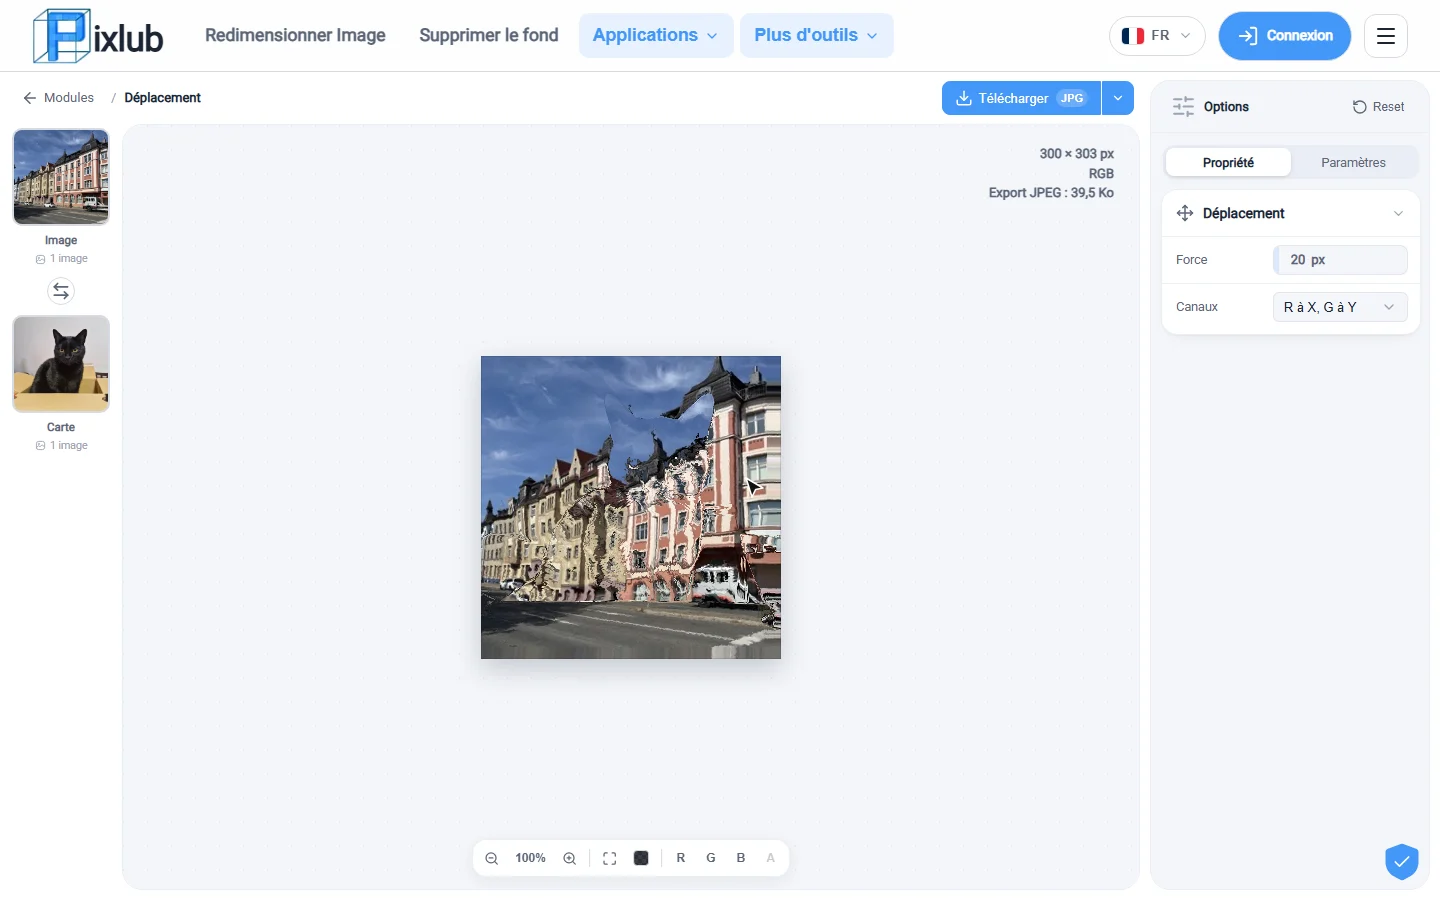 Pixlub
Redimensionner Image
Supprimer le fond
Applications
Plus d'outils
FR
Connexion
Modules / Déplacement
Télécharger JPG
Options
Reset
Propriété
Paramètres
Image
1 image
Carte
1 image
300 × 303 px
RGB
Export JPEG : 39,5 Ko
Déplacement
Force 20 px
Canaux R à X, G à Y
100% R G B A